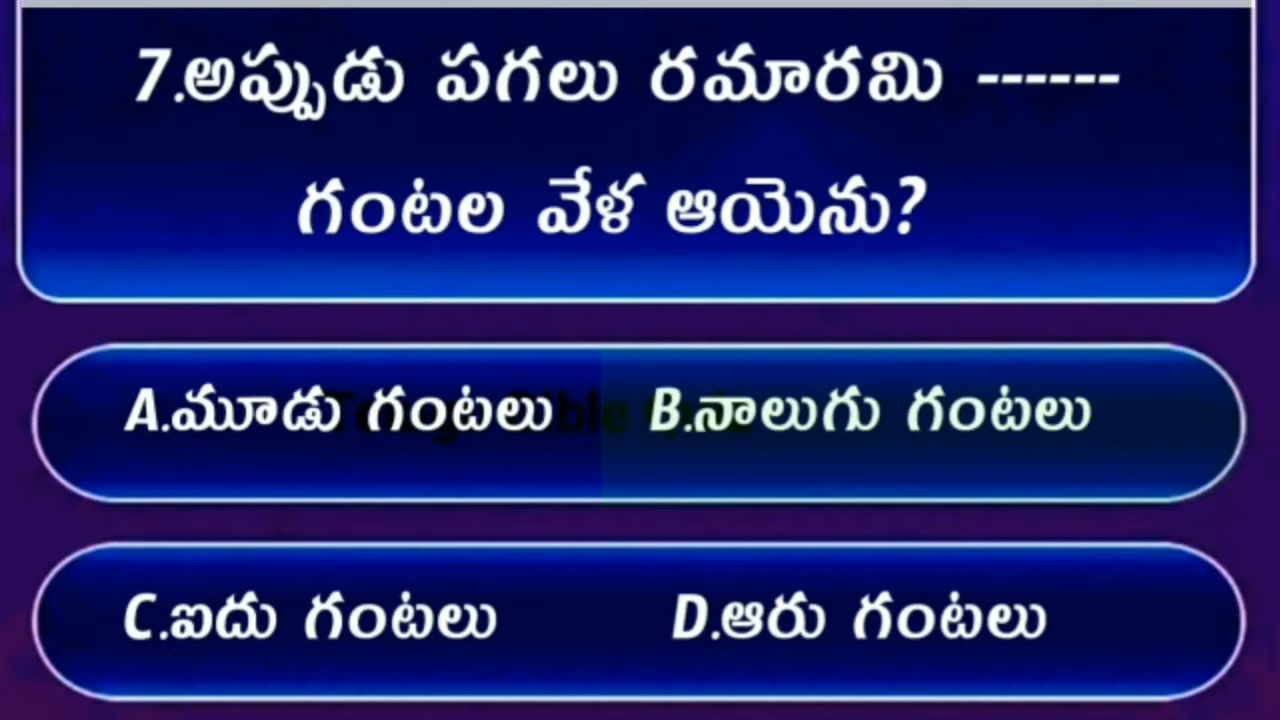 7.అప్పుడు పగలు రమారమి ------
గంటల వేళ ఆయెను?
A.మూడు గంటలు B.నాలుగు గంటలు
C.ఐదు గంటలు D.ఆరు గంటలు